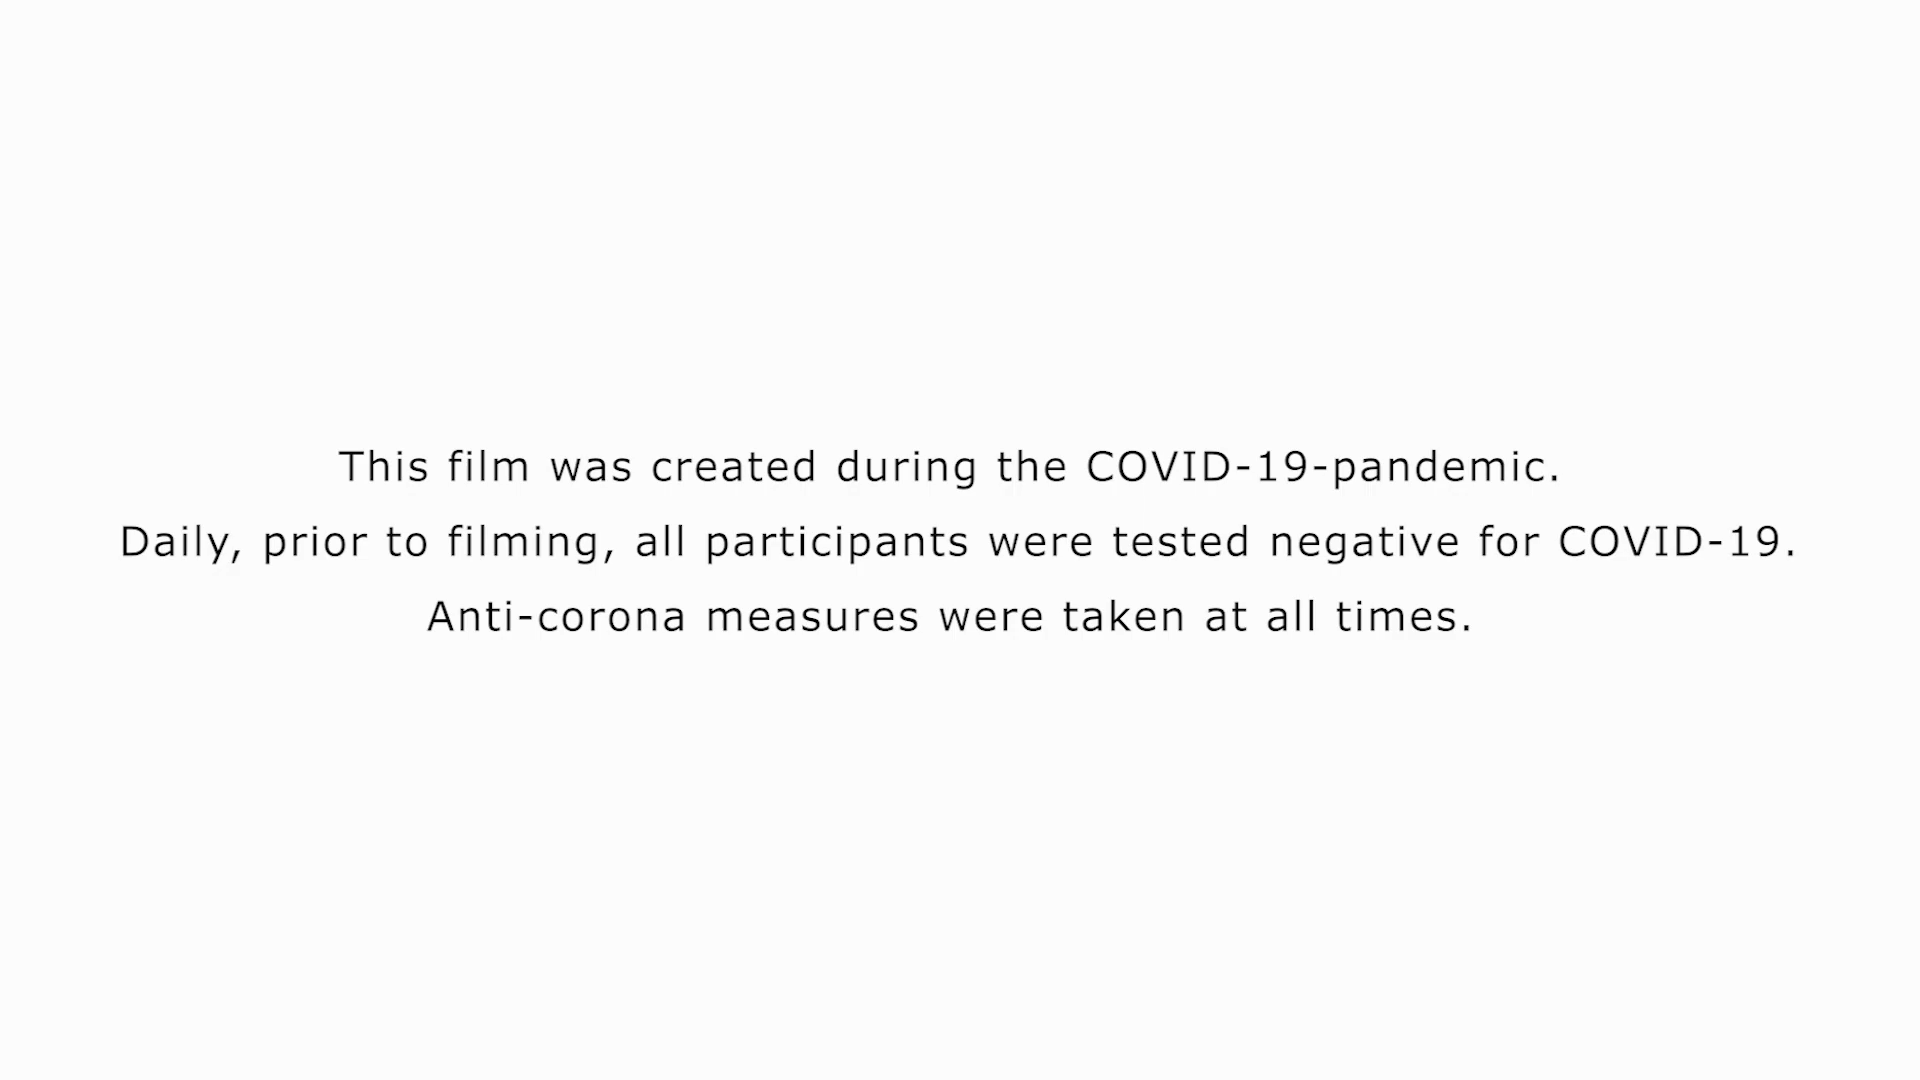 This film was created during the COVID-19-pandemic.
Daily, prior to filming, all participants were tested negative for COVID-19.
Anti-corona measures were taken at all times.